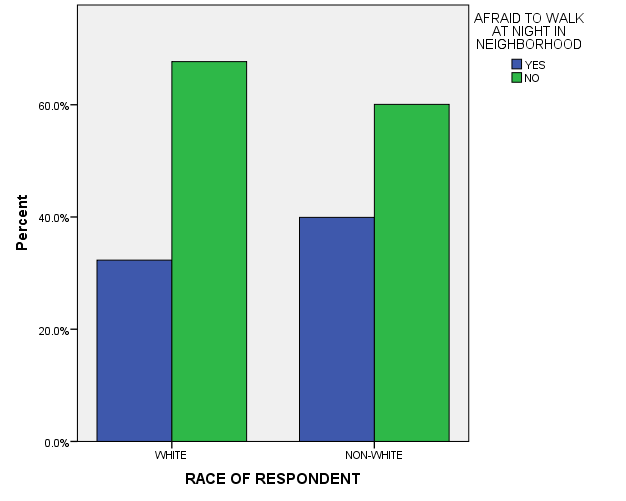 AFRAID TO WALK
AT NIGHT IN
NEIGHBORHOOD
YES
NO
60.0%
40.0%
20.0%
0.0%
Percent
WHITE
NON-WHITE
RACE OF RESPONDENT